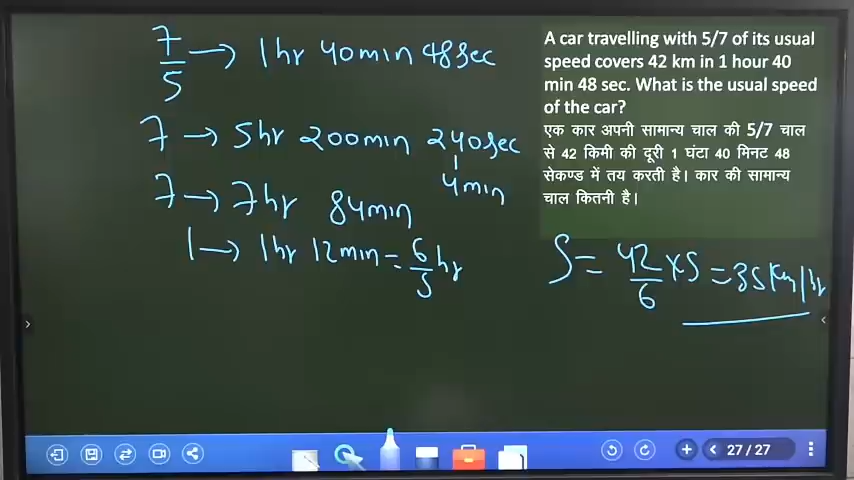 7/5 → 1hr 40min 48sec
7 → 5hr 200min 240sec
4min
7 → 7hr 84min
1 → 1hr 12min = 6/5 hr
A car travelling with 5/7 of its usual
speed covers 42 km in 1 hour 40
min 48 sec. What is the usual speed
of the car?
एक कार अपनी सामान्य चाल की 5/7 चाल
से 42 किमी की दूरी 1 घंटा 40 मिनट 48
सेकण्ड में तय करती है। कार की सामान्य
चाल कितनी है।
S = 42/6 × 5 = 35 Km/hr
27 / 27